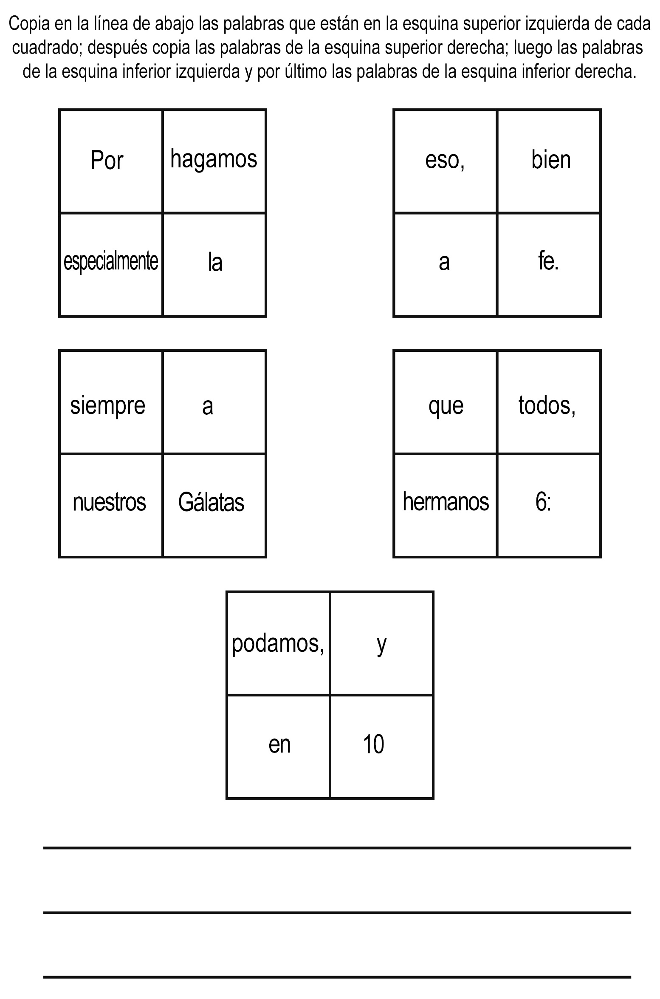 Copia en la línea de abajo las palabras que están en la esquina superior izquierda de cada
cuadrado; después copia las palabras de la esquina superior derecha; luego las palabras
de la esquina inferior izquierda y por último las palabras de la esquina inferior derecha.
Por hagamos
especialmente la
eso, bien
a fe.
siempre a
nuestros Gálatas
que todos,
hermanos 6:
podamos, y
en 10